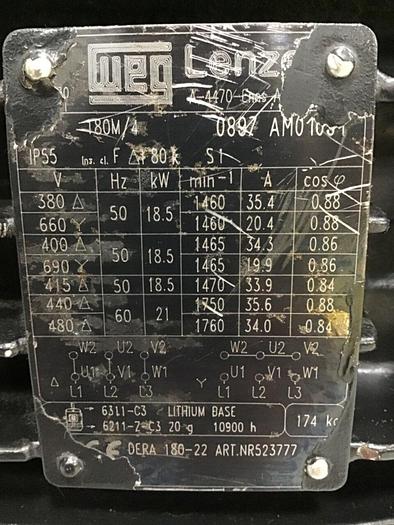 WEG Lenze
A-4470 Enns A
180M/4 0897 AM01
IP55 Ins. cl. F △ 80k S1
V Hz kW min-1 A cos φ
380 △ 50 18.5 1460 35.4 0.88
660 Y 1460 20.4 0.88
400 △ 50 18.5 1465 34.3 0.86
690 Y 1465 19.9 0.86
415 △ 50 18.5 1470 33.9 0.84
440 △ 60 21 1750 35.6 0.88
480 △ 1760 34.0 0.84
W2 U2 V2 W2 U2 V2
△ U1 V1 W1 Y U1 V1 W1
L1 L2 L3 L1 L2 L3
→ 6311-C3 LITHIUM BASE 174 kg
→ 6211-Z-C3 20 g 10900 h
CE DERA 180-22 ART.NR523777